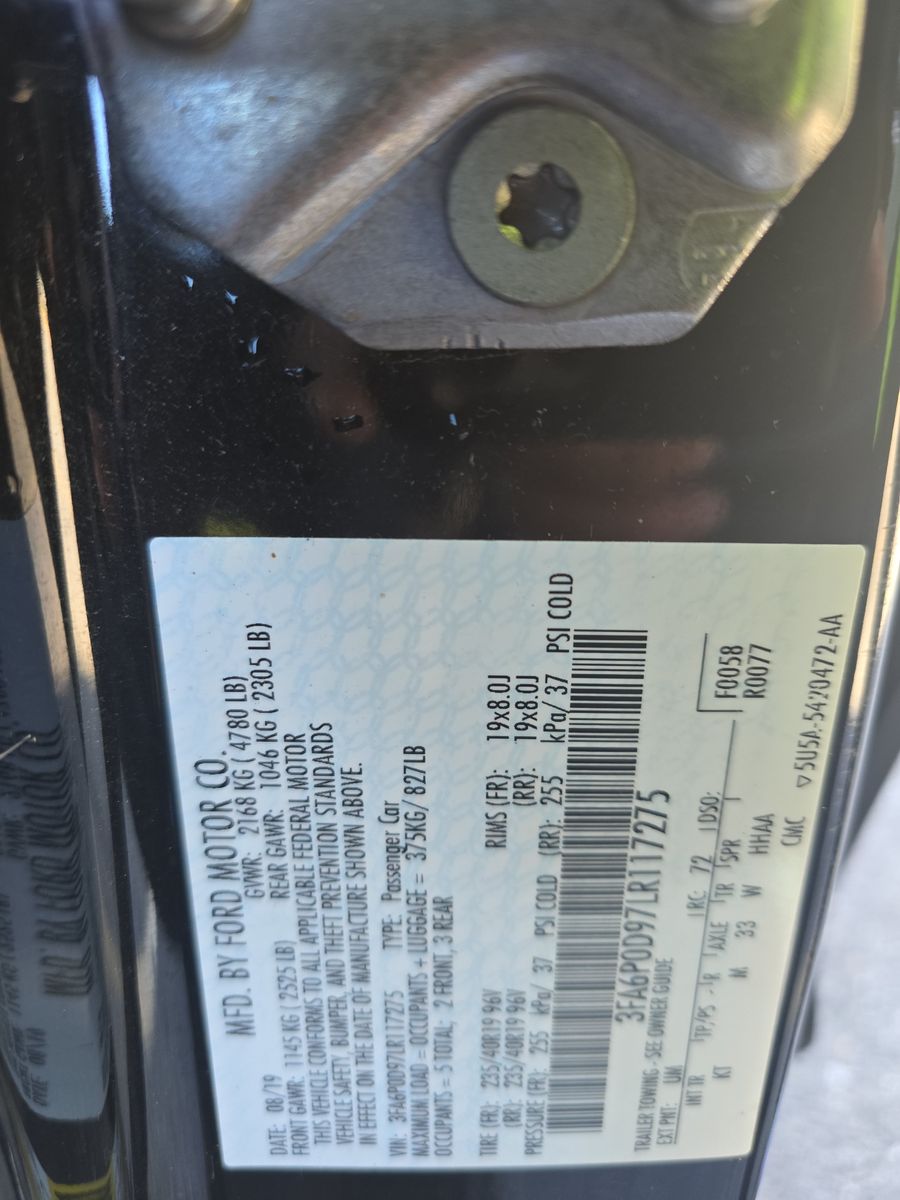 MFD. BY FORD MOTOR CO.
DATE: 08/19 GVWR: 2168 KG ( 4780 LB)
FRONT GAWR: 1145 KG ( 2525 LB) REAR GAWR: 1046 KG ( 2305 LB)
THIS VEHICLE CONFORMS TO ALL APPLICABLE FEDERAL MOTOR
VEHICLE SAFETY, BUMPER, AND THEFT PREVENTION STANDARDS
IN EFFECT ON THE DATE OF MANUFACTURE SHOWN ABOVE.
VIN: 3FA6P0D97LR117275 TYPE: Passenger Car
MAXIMUM LOAD = OCCUPANTS + LUGGAGE = 375KG/ 827LB
OCCUPANTS = 5 TOTAL; 2 FRONT, 3 REAR
TIRE (FR): 235/40R19 96V RIMS (FR): 19x8.0J
(RR): 235/40R19 96V (RR): 19x8.0J
PRESSURE (FR): 255 kPa/ 37 PSI COLD (RR): 255 kPa/ 37 PSI COLD
3FA6P0D97LR117275
TRAILER TOWING - SEE OWNER GUIDE
EXT PNT: UM RC: 72 DSO: F0058
R0077
INT TR TP/PS R AXLE TR SPR
KT M 33 W HHAA
CMC
▽5U5A-5420472-AA